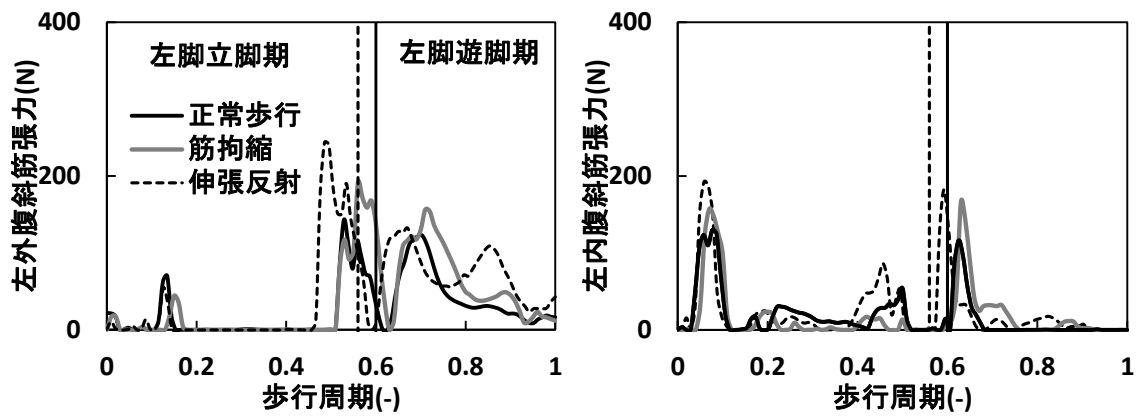 左外腹斜筋張力(N)
400
200
0
左脚立脚期
左脚遊脚期
正常歩行
筋拘縮
伸張反射
0 0.2 0.4 0.6 0.8 1
歩行周期(-)
左内腹斜筋張力(N)
400
200
0
0 0.2 0.4 0.6 0.8 1
歩行周期(-)